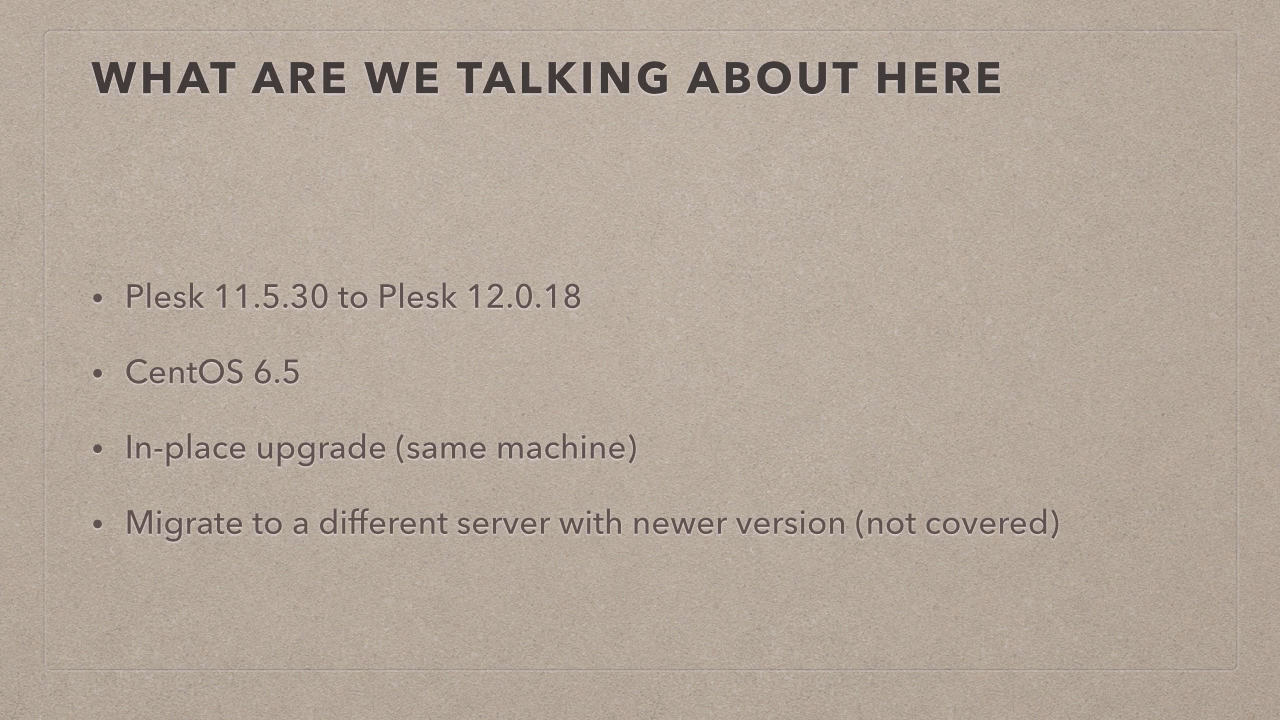 WHAT ARE WE TALKING ABOUT HERE
• Plesk 11.5.30 to Plesk 12.0.18
• CentOS 6.5
• In-place upgrade (same machine)
• Migrate to a different server with newer version (not covered)